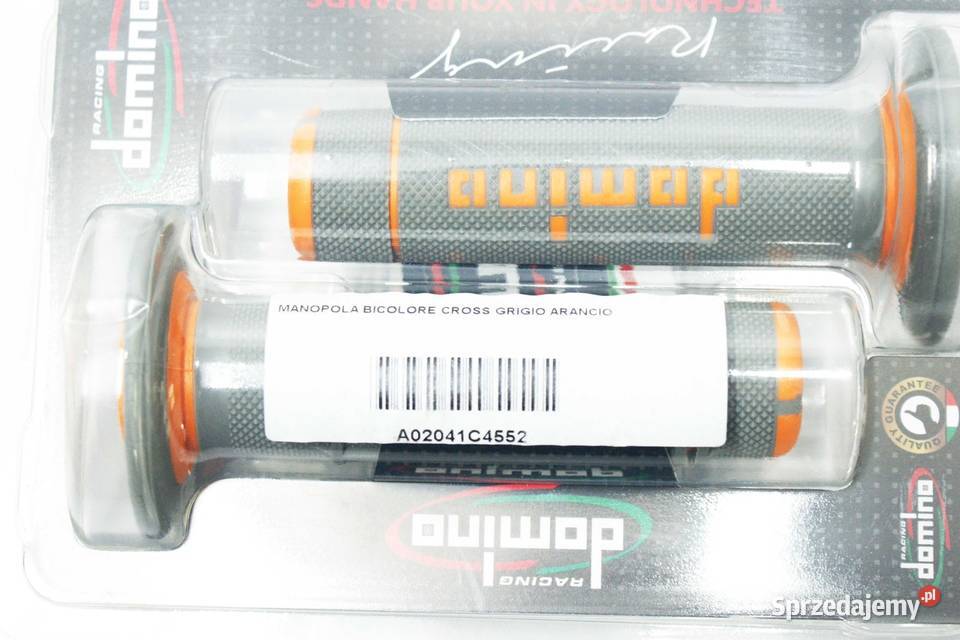 TECHNOLOGY IN YOUR HANDS
Racing
RACING
domino
domino
MANOPOLA BICOLORE CROSS GRIGIO ARANCIO
A02041C4552
domino
domino
RACING
QUALITY GUARANTEE
RACING
domino
Sprzedajemy.pl